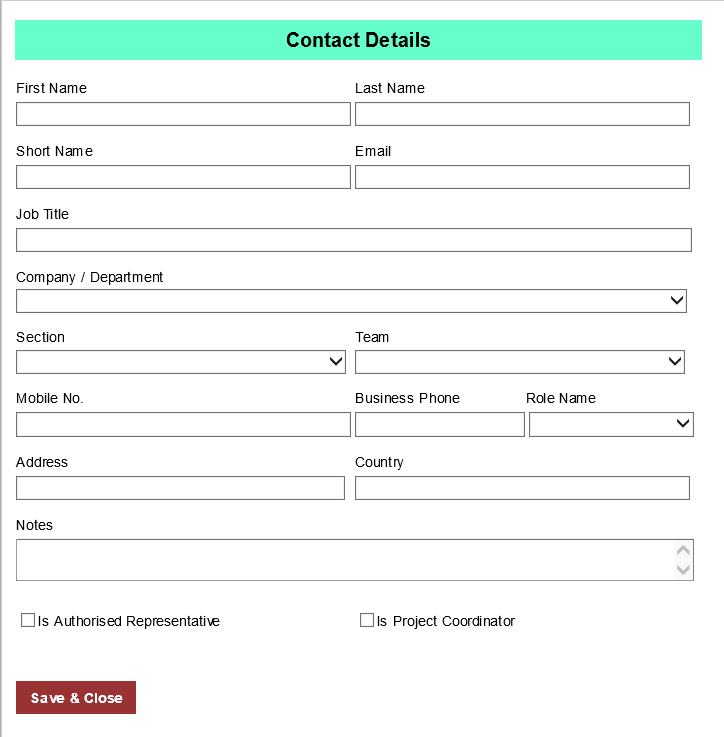 Contact Details
First Name Last Name
Short Name Email
Job Title
Company / Department
Section Team
Mobile No. Business Phone Role Name
Address Country
Notes
Is Authorised Representative Is Project Coordinator
Save & Close